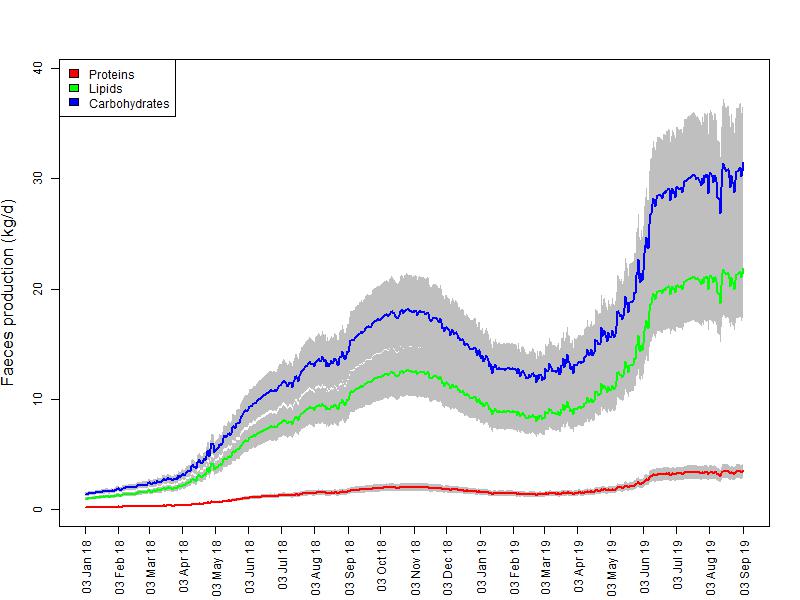 Proteins
Lipids
Carbohydrates
Faeces production (kg/d)
40
30
20
10
0
03 Jan 18
03 Feb 18
03 Mar 18
03 Apr 18
03 May 18
03 Jun 18
03 Jul 18
03 Aug 18
03 Sep 18
03 Oct 18
03 Nov 18
03 Dec 18
03 Jan 19
03 Feb 19
03 Mar 19
03 Apr 19
03 May 19
03 Jun 19
03 Jul 19
03 Aug 19
03 Sep 19